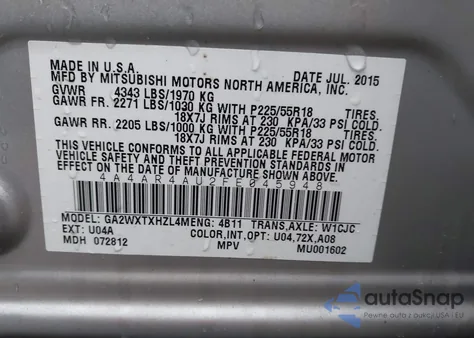 MADE IN U.S.A. DATE JUL. 2015
MFD BY MITSUBISHI MOTORS NORTH AMERICA, INC.
GVWR 4343 LBS/1970 KG
GAWR FR. 2271 LBS/1030 KG WITH P225/55R18 TIRES,
18X7J RIMS AT 230 KPA/33 PSI COLD.
GAWR RR. 2205 LBS/1000 KG WITH P225/55R18 TIRES,
18X7J RIMS AT 230 KPA/33 PSI COLD.
THIS VEHICLE CONFORMS TO ALL APPLICABLE FEDERAL MOTOR
VEHICLE SAFETY AND THEFT PREVENTION STANDARDS IN
EFFECT ON THE DATE OF MANUFACTURE SHOWN ABOVE.
4A4AR4AU2FE045948
MODEL: GA2WXTXHZL4MENG: 4B11 TRANS,AXLE: W1CJC
EXT: U04A COLOR,INT,OPT: U04,72X,A08
MDH 072812 MPV MU001602
autoSnap
Pewne auto z aukcji USA i EU